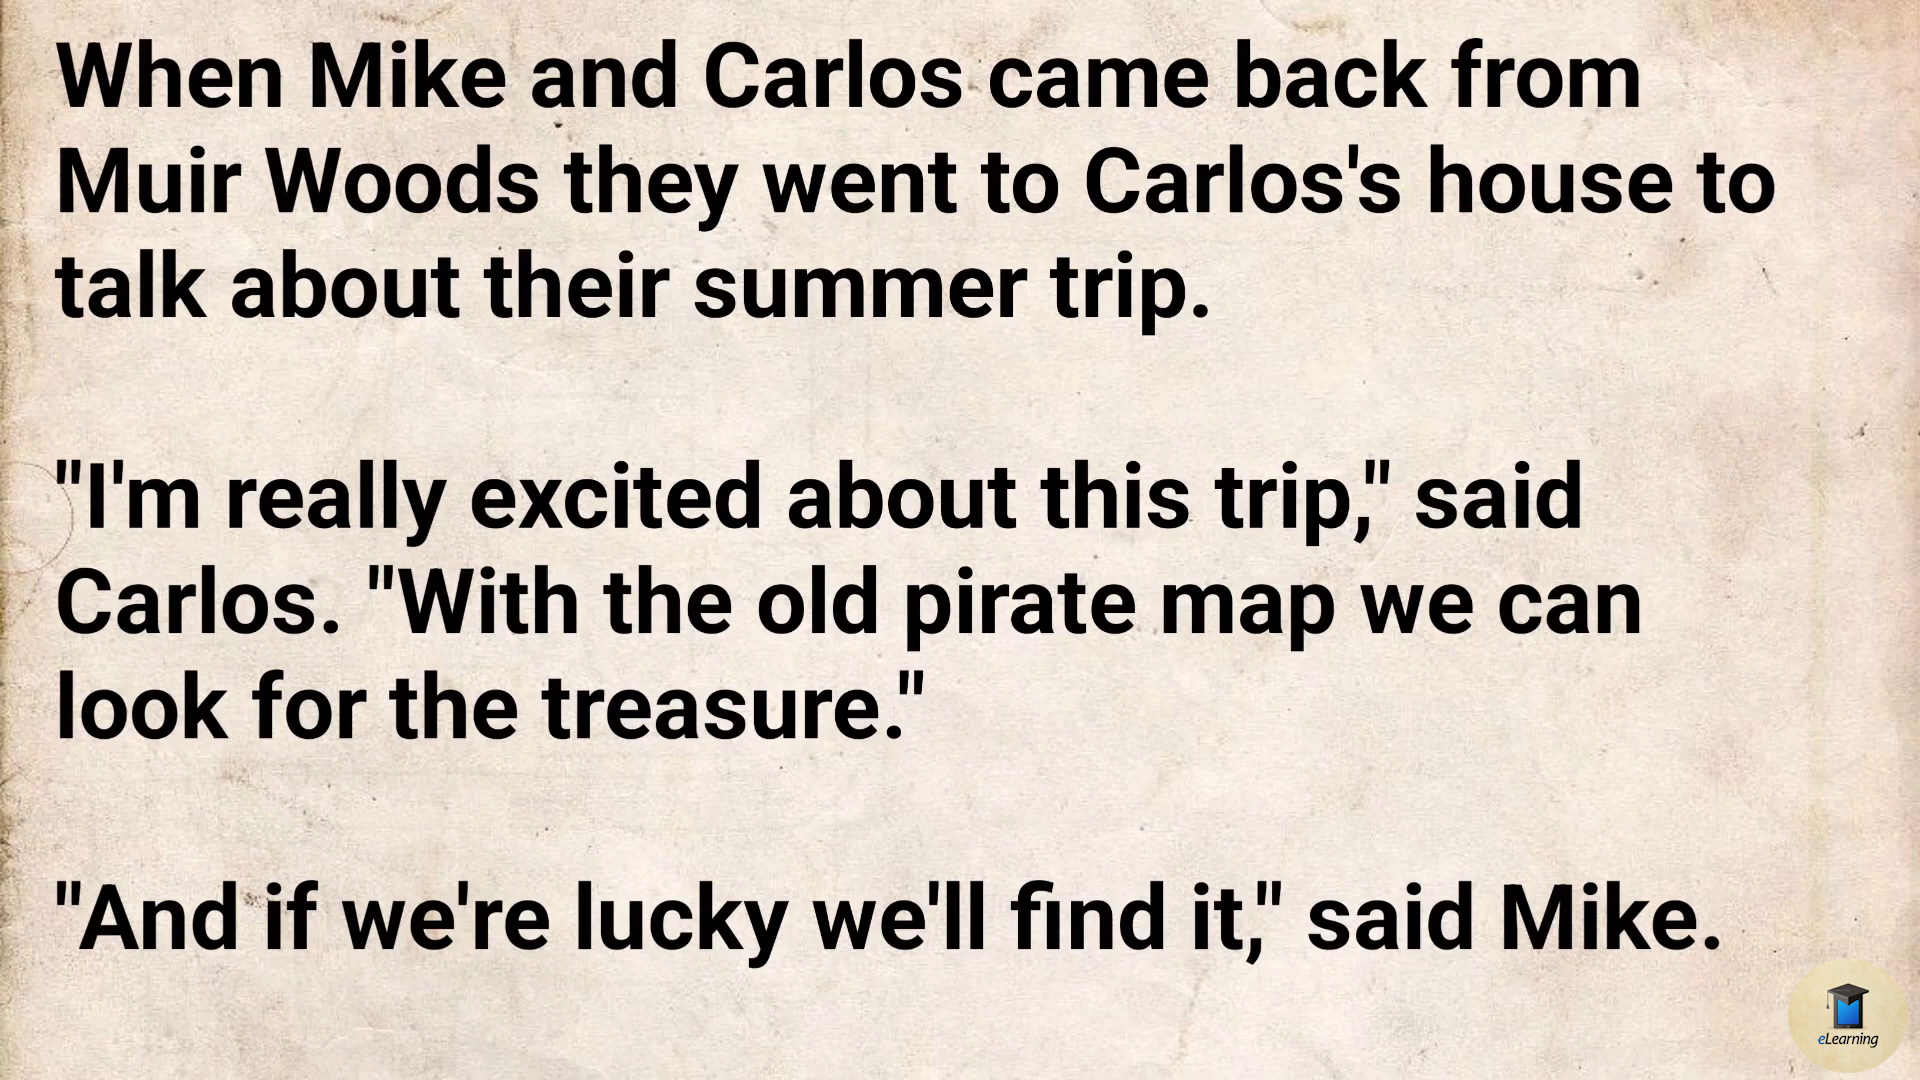 When Mike and Carlos came back from
Muir Woods they went to Carlos's house to
talk about their summer trip.
"I'm really excited about this trip," said
Carlos. "With the old pirate map we can
look for the treasure."
"And if we're lucky we'll find it," said Mike.
eLearning